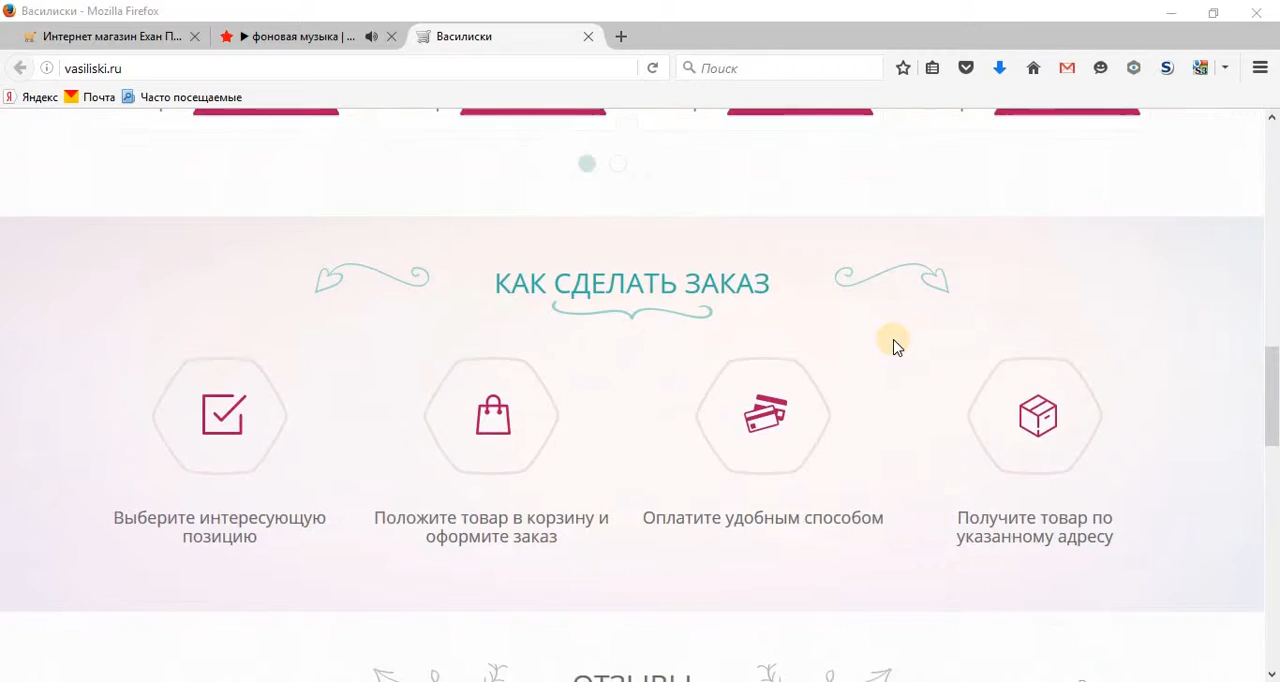 Василиски - Mozilla Firefox
Интернет магазин Ехан П...
фоновая музыка | ...
Василиски
vasiliski.ru
Поиск
Яндекс
Почта
Часто посещаемые
КАК СДЕЛАТЬ ЗАКАЗ
Выберите интересующую
позицию
Положите товар в корзину и
оформите заказ
Оплатите удобным способом
Получите товар по
указанному адресу
ОТЗЫВЫ